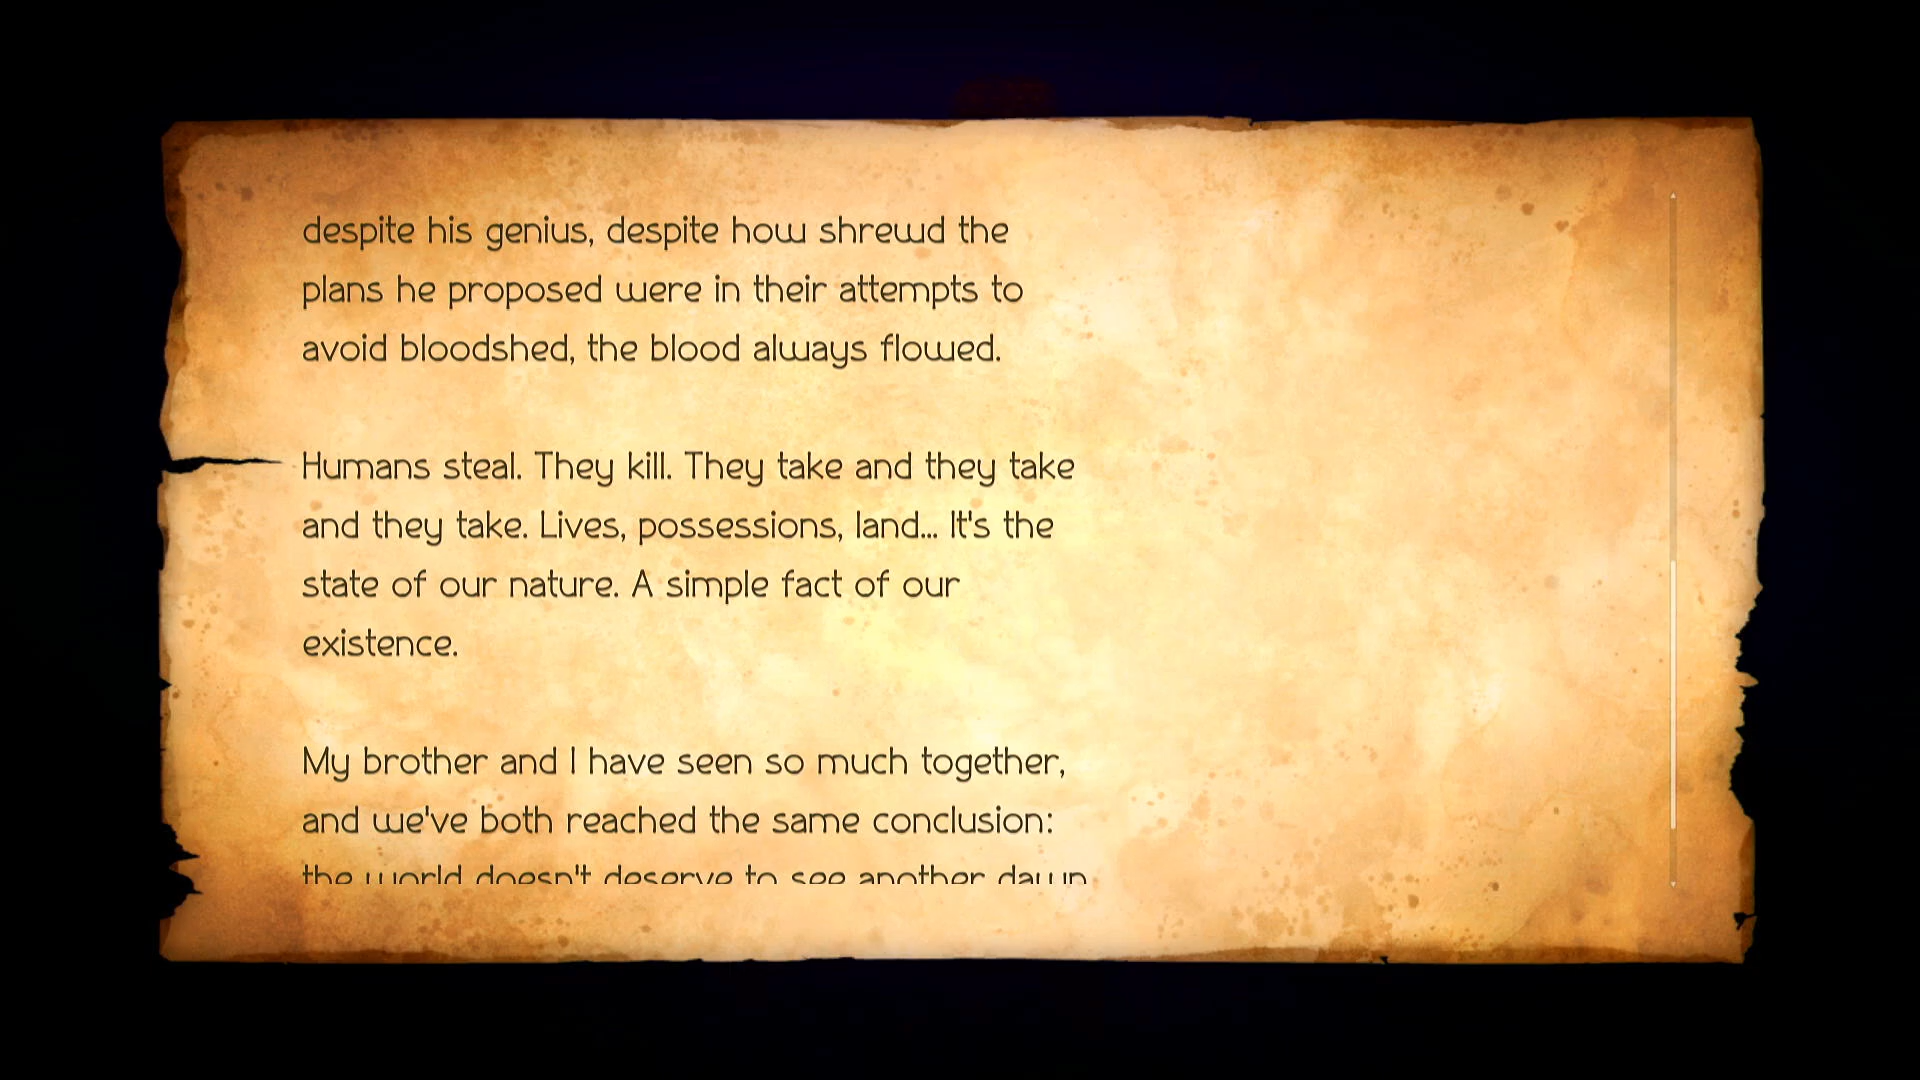 despite his genius, despite how shrewd the
plans he proposed were in their attempts to
avoid bloodshed, the blood always flowed.
Humans steal. They kill. They take and they take
and they take. Lives, possessions, land... It's the
state of our nature. A simple fact of our
existence.
My brother and I have seen so much together,
and we've both reached the same conclusion:
the world doesn't deserve to see another dawn